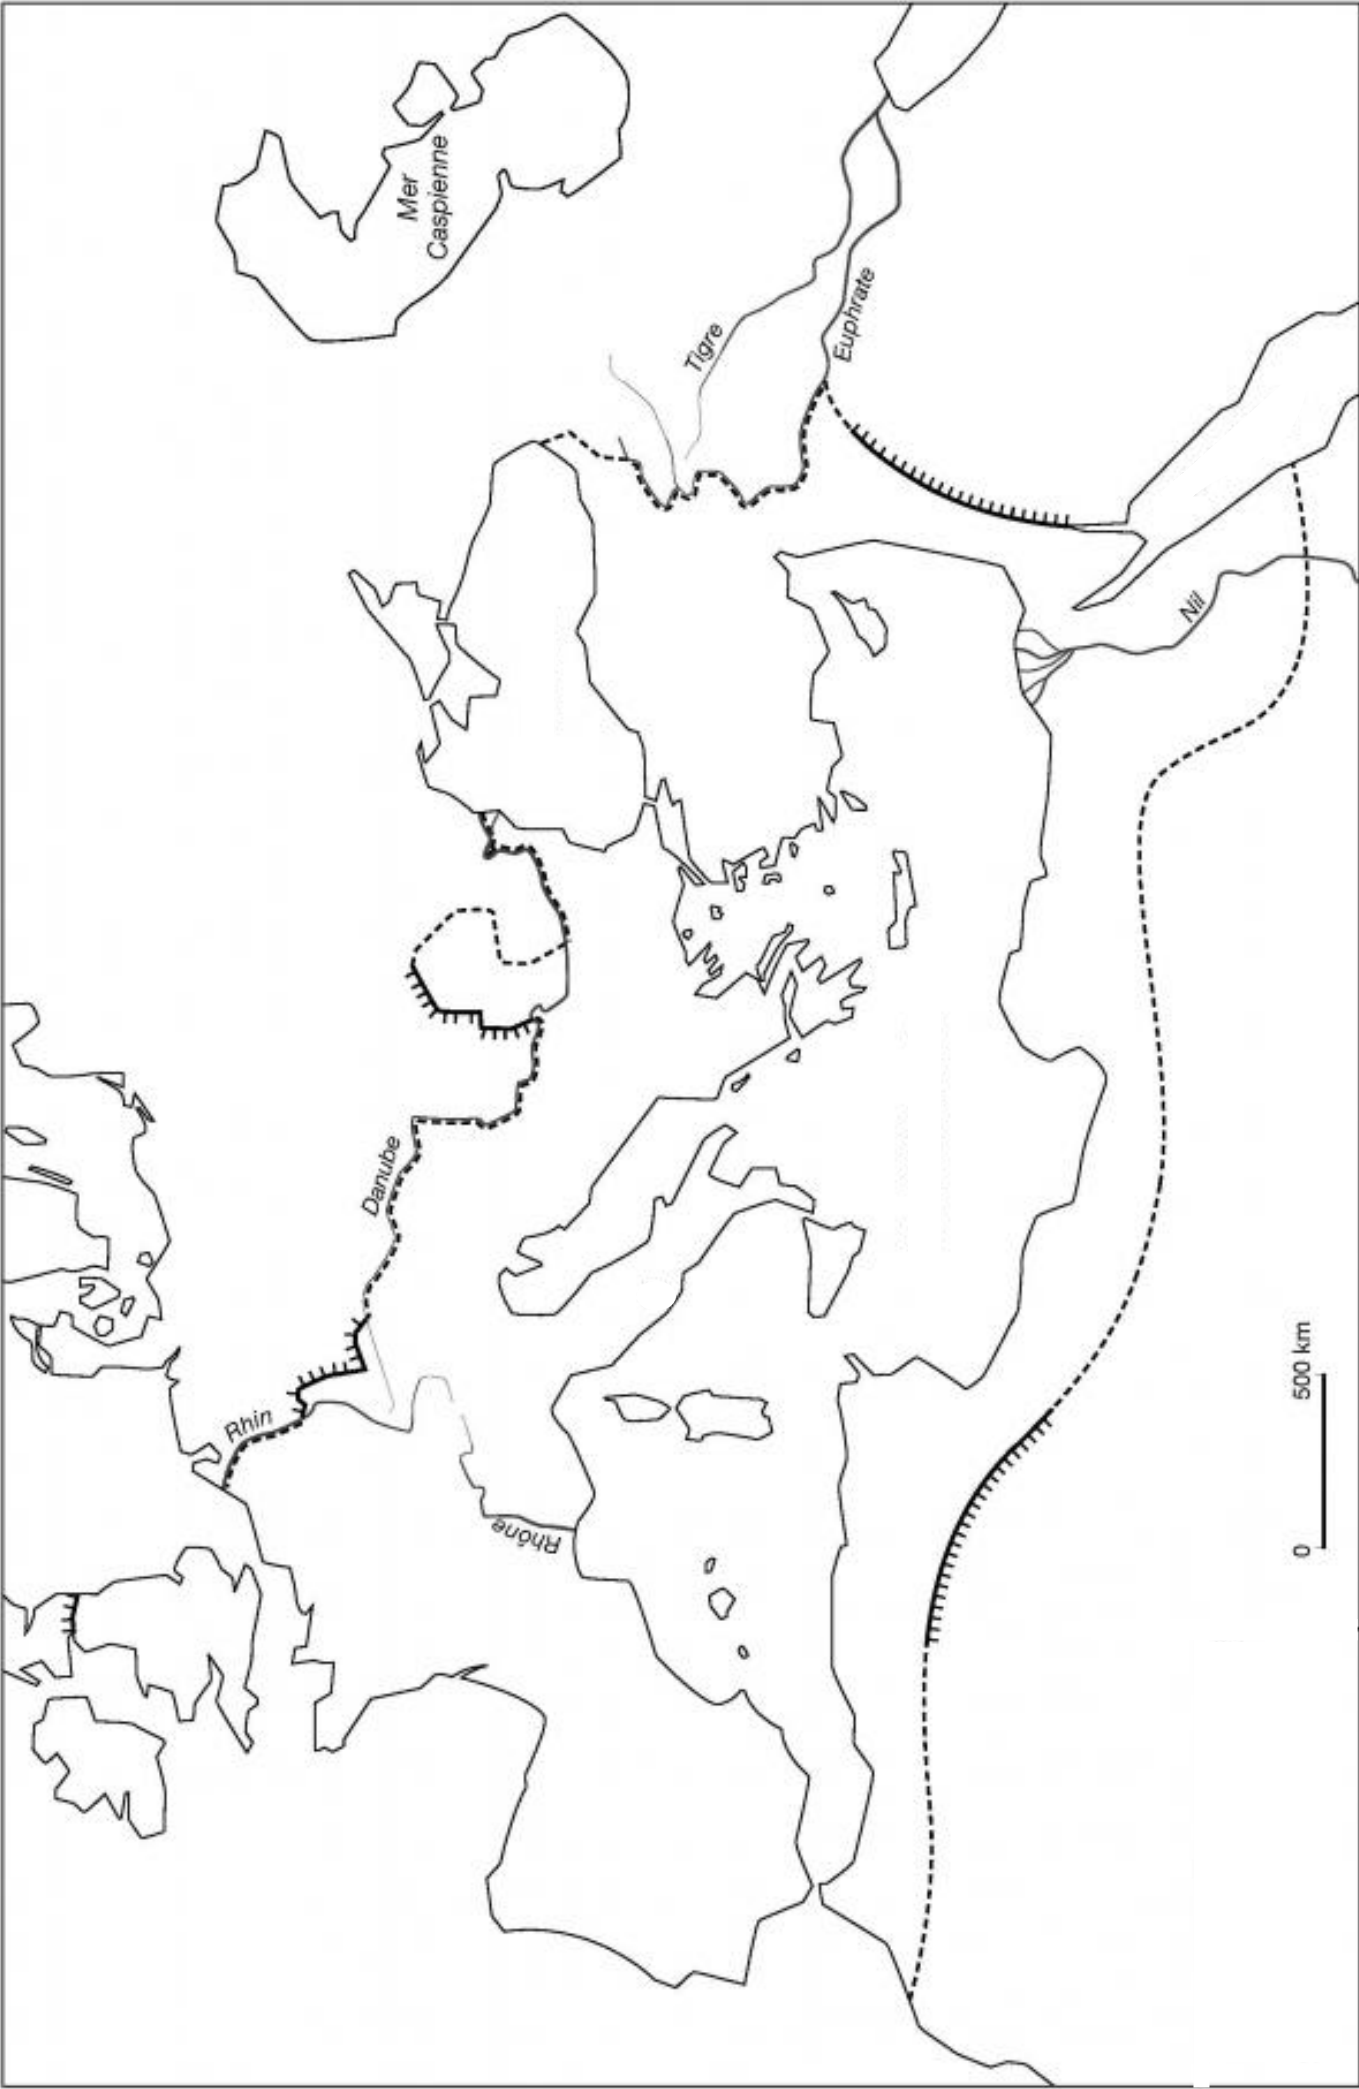 Rhin
Danube
Rhône
Mer
Caspienne
Tigre
Euphrate
Nil
0 500 km